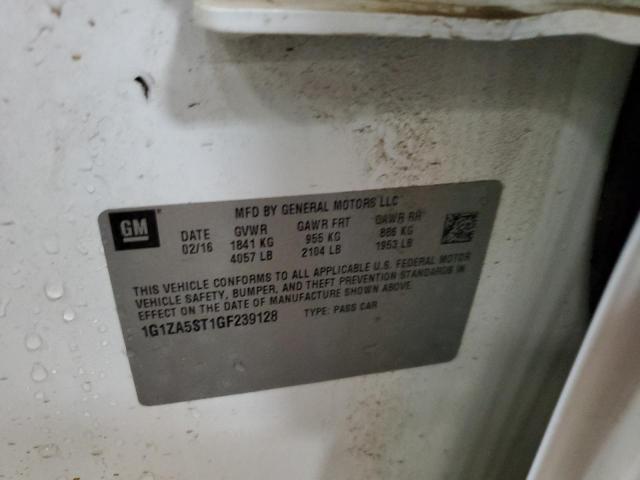 GM
MFD BY GENERAL MOTORS LLC
DATE GVWR GAWR FRT GAWR RR
02/16 1841 KG 955 KG 886 KG
4057 LB 2104 LB 1953 LB
THIS VEHICLE CONFORMS TO ALL APPLICABLE U.S. FEDERAL MOTOR
VEHICLE SAFETY, BUMPER, AND THEFT PREVENTION STANDARDS IN
EFFECT ON THE DATE OF MANUFACTURE SHOWN ABOVE.
1G1ZA5ST1GF239128 TYPE: PASS CAR